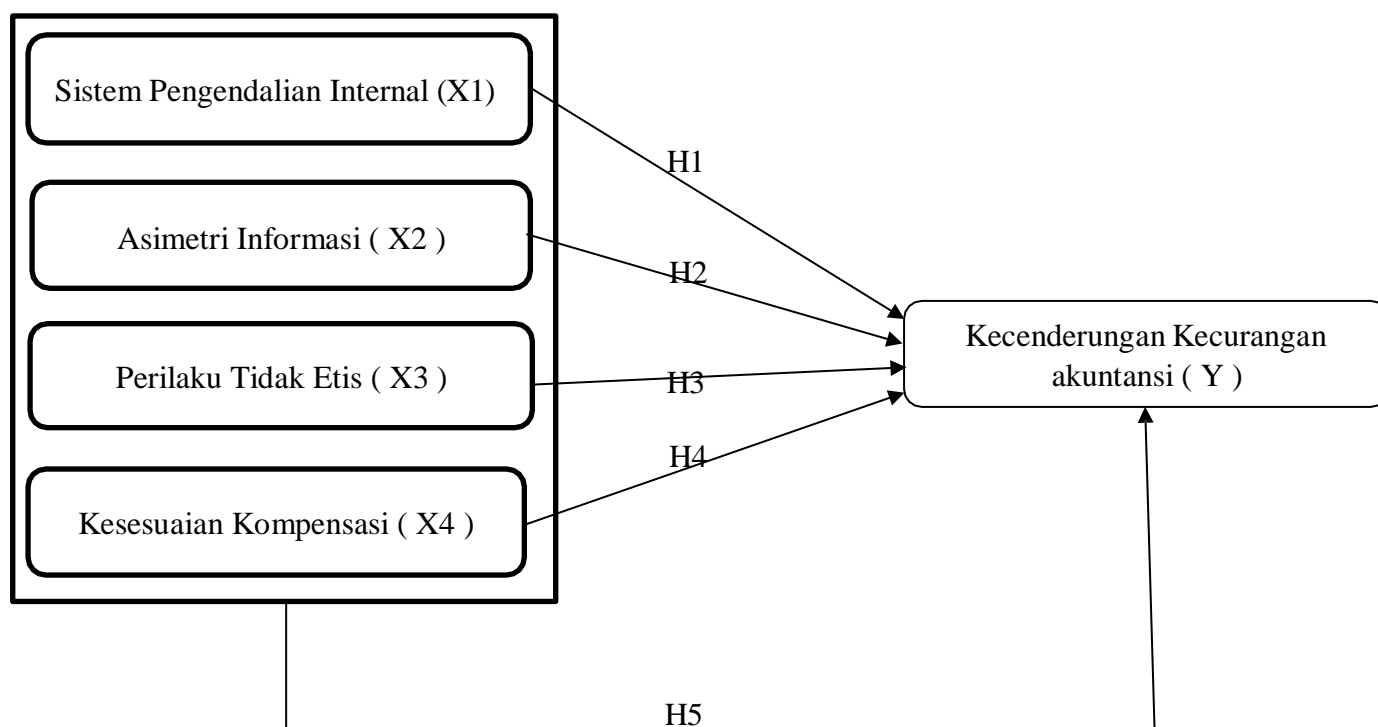 Sistem Pengendalian Internal (X1)
H1
Asimetri Informasi ( X2 )
H2
Kecenderungan Kecurangan
akuntansi ( Y )
Perilaku Tidak Etis ( X3 )
H3
H4
Kesesuaian Kompensasi ( X4 )
H5